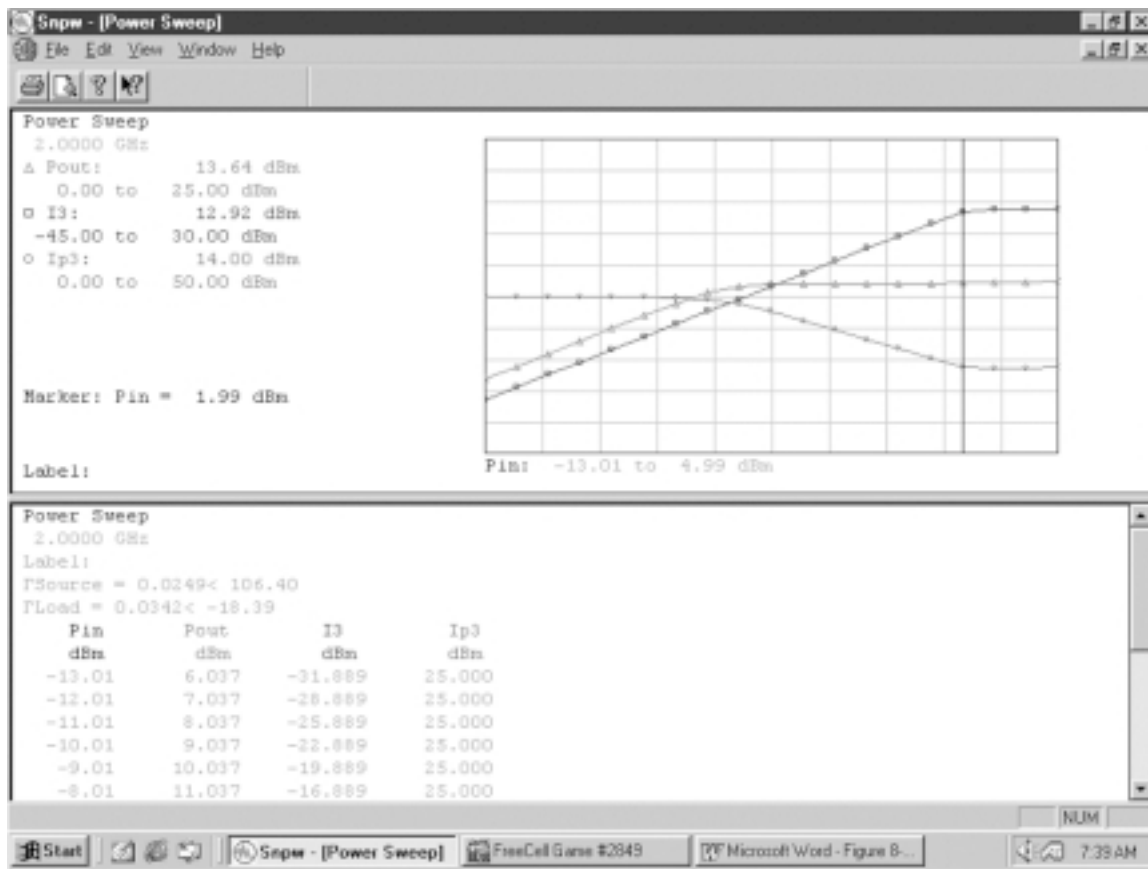 Snpw - [Power Sweep]
File Edit View Window Help
Power Sweep
2.0000 GHz
Pout: 13.64 dBm
0.00 to 25.00 dBm
I3: 12.92 dBm
-45.00 to 30.00 dBm
Ip3: 14.00 dBm
0.00 to 50.00 dBm
Marker: Pin = 1.99 dBm
Label:
Pin: -13.01 to 4.99 dBm
Power Sweep
2.0000 GHz
Label:
ΓSource = 0.0249< 106.40
ΓLoad = 0.0342< -18.39
Pin Pout I3 Ip3
dBm dBm dBm dBm
-13.01 6.037 -31.889 25.000
-12.01 7.037 -28.889 25.000
-11.01 8.037 -25.889 25.000
-10.01 9.037 -22.889 25.000
-9.01 10.037 -19.889 25.000
-8.01 11.037 -16.889 25.000
NUM
Start Snpw - [Power Sweep] FreeCell Game #2849 Microsoft Word - Figure 8-... 7:39 AM